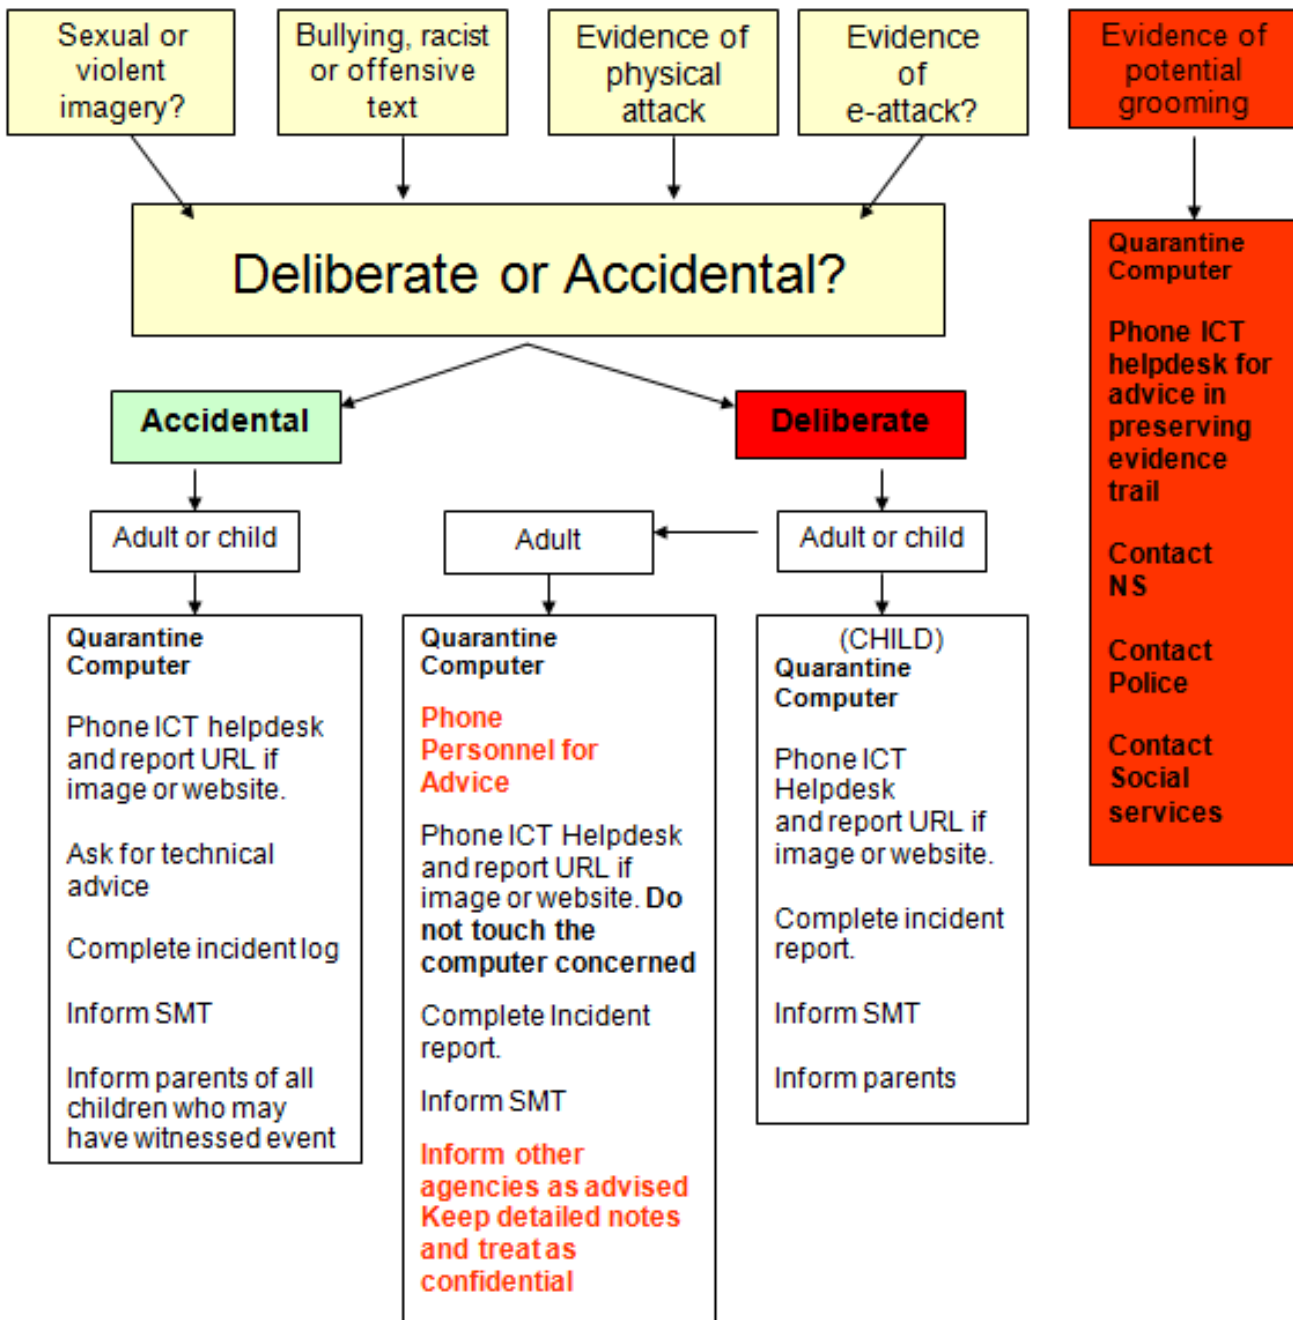 Sexual or
violent
imagery?
Bullying, racist
or offensive
text
Evidence of
physical
attack
Evidence
of
e-attack?
Evidence of
potential
grooming
Deliberate or Accidental?
Accidental
Deliberate
Adult or child
Adult
Adult or child
Quarantine
Computer
Phone ICT helpdesk
and report URL if
image or website.
Ask for technical
advice
Complete incident log
Inform SMT
Inform parents of all
children who may
have witnessed event
Quarantine
Computer
Phone
Personnel for
Advice
Phone ICT Helpdesk
and report URL if
image or website. Do
not touch the
computer concerned
Complete Incident
report.
Inform SMT
Inform other
agencies as advised
Keep detailed notes
and treat as
confidential
(CHILD)
Quarantine
Computer
Phone ICT
Helpdesk
and report URL if
image or website.
Complete incident
report.
Inform SMT
Inform parents
Quarantine
Computer
Phone ICT
helpdesk for
advice in
preserving
evidence
trail
Contact
NS
Contact
Police
Contact
Social
services